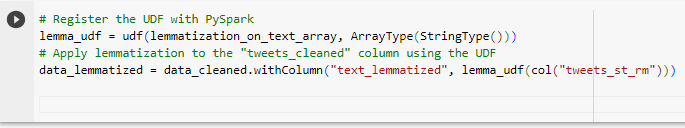 # Register the UDF with PySpark
lemma_udf = udf(lemmatization_on_text_array, ArrayType(StringType()))
# Apply lemmatization to the "tweets_cleaned" column using the UDF
data_lemmatized = data_cleaned.withColumn("text_lemmatized", lemma_udf(col("tweets_st_rm")))